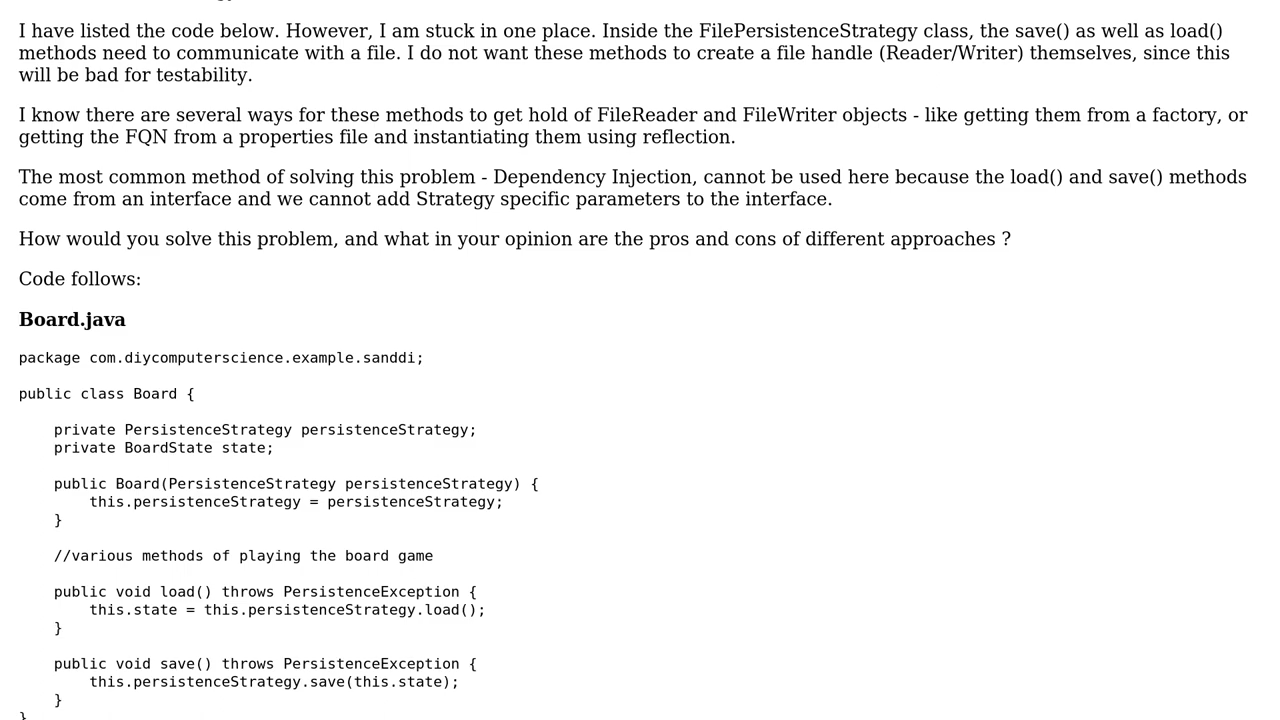 I have listed the code below. However, I am stuck in one place. Inside the FilePersistenceStrategy class, the save() as well as load()
methods need to communicate with a file. I do not want these methods to create a file handle (Reader/Writer) themselves, since this
will be bad for testability.
I know there are several ways for these methods to get hold of FileReader and FileWriter objects - like getting them from a factory, or
getting the FQN from a properties file and instantiating them using reflection.
The most common method of solving this problem - Dependency Injection, cannot be used here because the load() and save() methods
come from an interface and we cannot add Strategy specific parameters to the interface.
How would you solve this problem, and what in your opinion are the pros and cons of different approaches ?
Code follows:
Board.java
package com.diycomputerscience.example.sanddi;
public class Board {
    private PersistenceStrategy persistenceStrategy;
    private BoardState state;
    public Board(PersistenceStrategy persistenceStrategy) {
        this.persistenceStrategy = persistenceStrategy;
    }
    //various methods of playing the board game
    public void load() throws PersistenceException {
        this.state = this.persistenceStrategy.load();
    }
    public void save() throws PersistenceException {
        this.persistenceStrategy.save(this.state);
    }
}